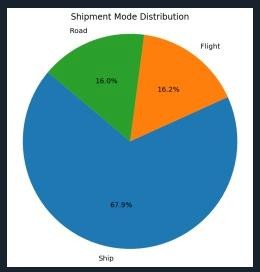 Shipment Mode Distribution
Road
Flight
16.0%
16.2%
67.9%
Ship